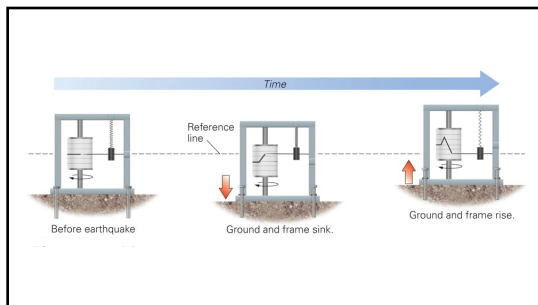 Time
Reference
line
Before earthquake
Ground and frame sink.
Ground and frame rise.